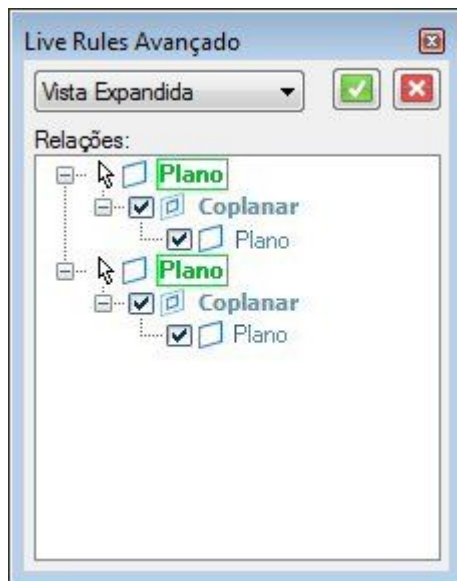 Live Rules Avançado
Vista Expandida
Relações:
Plano
Coplanar
Plano
Plano
Coplanar
Plano